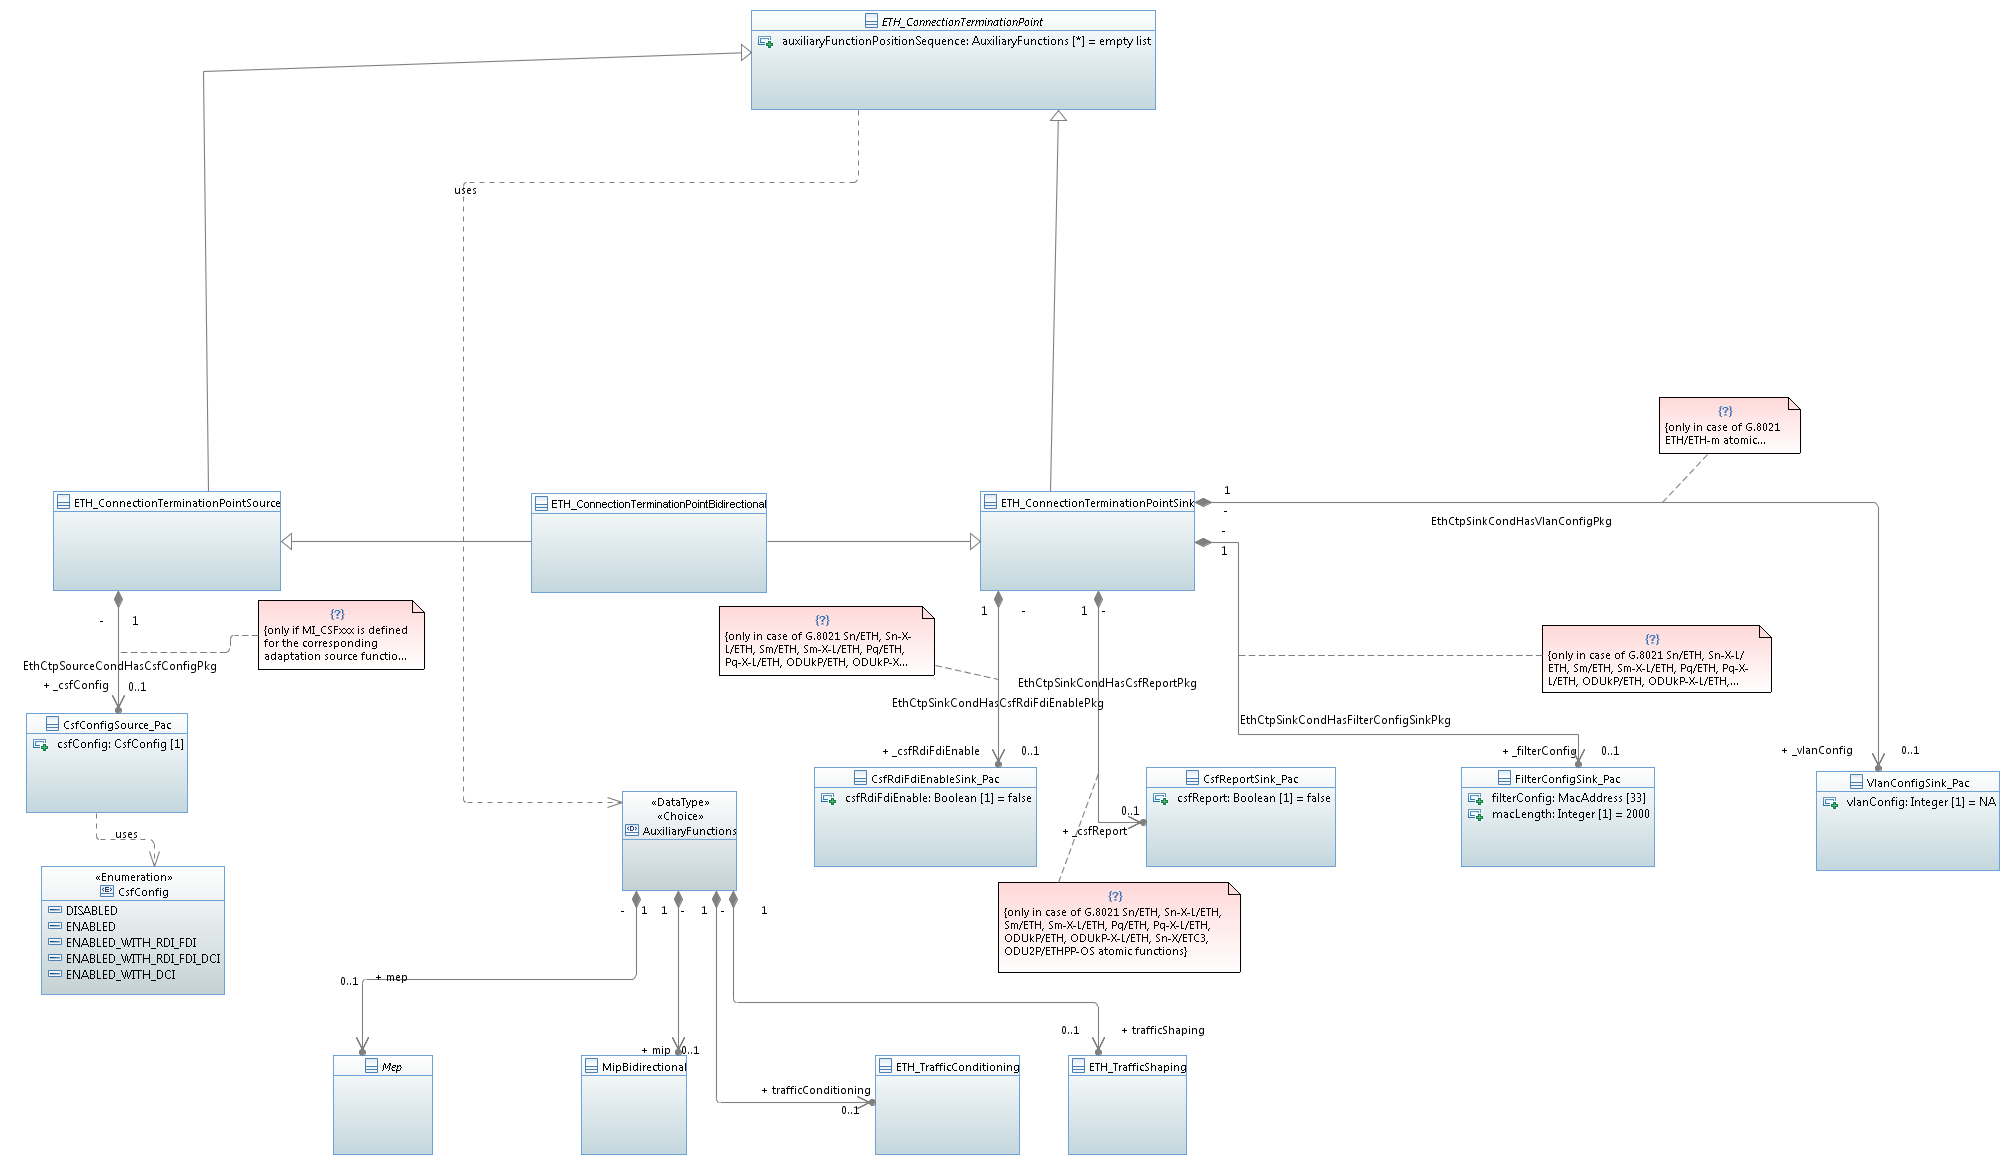 ETH_ConnectionTerminationPoint
auxiliaryFunctionPositionSequence: AuxiliaryFunctions [*] = empty list
uses
{?}
{only in case of G.8021
ETH/ETH-m atomic...
ETH_ConnectionTerminationPointSource
ETH_ConnectionTerminationPointBidirectional
ETH_ConnectionTerminationPointSink
1
-
EthCtpSinkCondHasVlanConfigPkg
-
1
- 1
{?}
{only if MI_CSFxxx is defined
for the corresponding
adaptation source functio...
EthCtpSourceCondHasCsfConfigPkg
+ _csfConfig 0..1
1 -
1 -
{?}
{only in case of G.8021 Sn/ETH, Sn-X-
L/ETH, Sm/ETH, Sm-X-L/ETH, Pq/ETH,
Pq-X-L/ETH, ODUkP/ETH, ODUkP-X...
{?}
{only in case of G.8021 Sn/ETH, Sn-X-L/
ETH, Sm/ETH, Sm-X-L/ETH, Pq/ETH, Pq-X-
L/ETH, ODUkP/ETH, ODUkP-X-L/ETH,...
EthCtpSinkCondHasCsfReportPkg
EthCtpSinkCondHasCsfRdiFdiEnablePkg
EthCtpSinkCondHasFilterConfigSinkPkg
+ _csfRdiFdiEnable 0..1
+ _filterConfig 0..1
+ _vlanConfig 0..1
CsfConfigSource_Pac
csfConfig: CsfConfig [1]
CsfRdiFdiEnableSink_Pac
csfRdiFdiEnable: Boolean [1] = false
CsfReportSink_Pac
csfReport: Boolean [1] = false
FilterConfigSink_Pac
filterConfig: MacAddress [33]
macLength: Integer [1] = 2000
VlanConfigSink_Pac
vlanConfig: Integer [1] = NA
0..1
+ _csfReport
uses
«DataType»
«Choice»
AuxiliaryFunctions
«Enumeration»
CsfConfig
DISABLED
ENABLED
ENABLED_WITH_RDI_FDI
ENABLED_WITH_RDI_FDI_DCI
ENABLED_WITH_DCI
{?}
{only in case of G.8021 Sn/ETH, Sn-X-L/ETH,
Sm/ETH, Sm-X-L/ETH, Pq/ETH, Pq-X-L/ETH,
ODUkP/ETH, ODUkP-X-L/ETH, Sn-X/ETC3,
ODU2P/ETHPP-OS atomic functions}
- 1 1 - 1 - 1
0..1 + mep
+ mip 0..1
+ trafficConditioning
0..1
0..1 + trafficShaping
Mep
MipBidirectional
ETH_TrafficConditioning
ETH_TrafficShaping